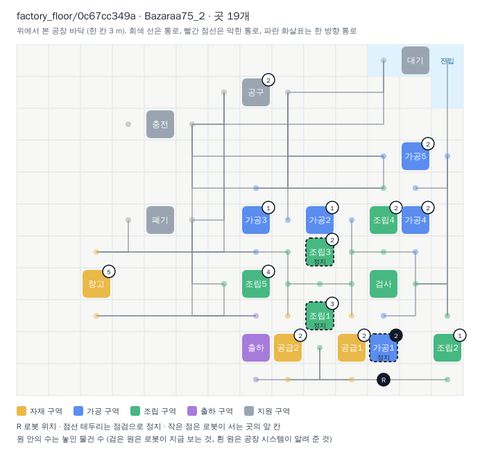 factory_floor/0c67cc349a · Bazaraa75_2 · 곳 19개
위에서 본 공장 바닥 (한 칸 3 m). 회색 선은 통로, 빨간 점선은 막힌 통로, 파란 화살표는 한 방향 통로
대기
진입
공구
2
충전
가공5
2
폐기
가공3
1
가공2
1
조립4
2
가공4
2
조립3
정지
2
창고
5
조립5
4
검사
조립1
정지
3
출하
공급2
2
공급1
2
가공1
정지
2
조립2
1
R
자재 구역
가공 구역
조립 구역
출하 구역
지원 구역
R 로봇 위치 · 점선 테두리는 점검으로 정지 · 작은 점은 로봇이 서는 곳의 앞 칸
원 안의 수는 놓인 물건 수 (검은 원은 로봇이 지금 보는 것, 흰 원은 공장 시스템이 알려 준 것)